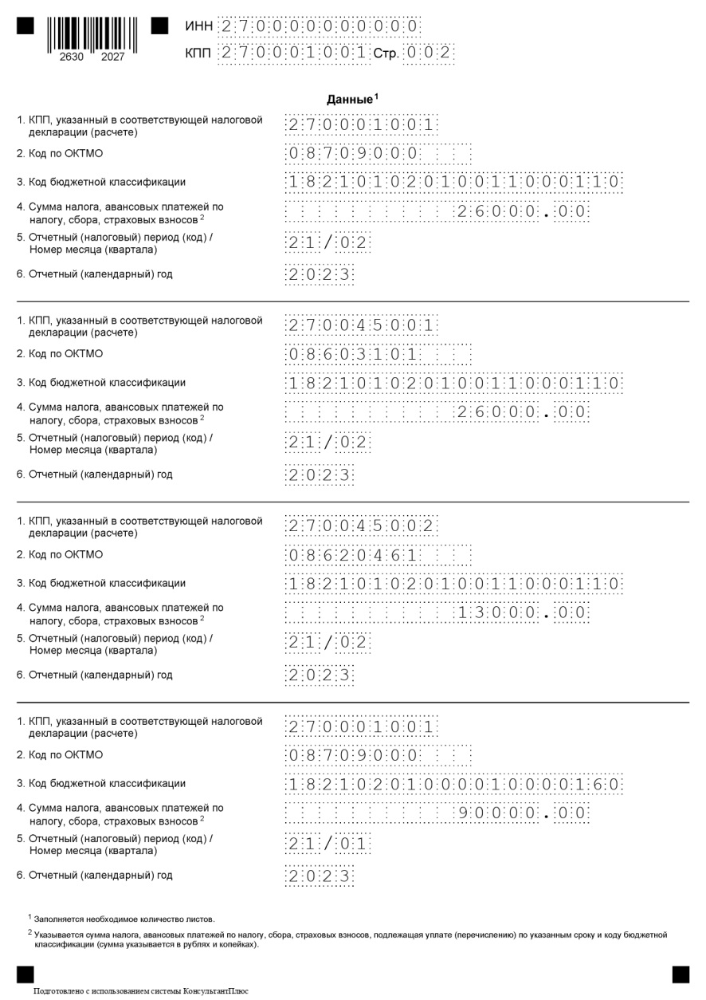 ИНН 270000000000
2630 2027
КПП 270001001 Стр. 002
Данные 1
1. КПП, указанный в соответствующей налоговой
декларации (расчете)
270001001
2. Код по ОКТМО 08709000
3. Код бюджетной классификации 18210102010011000110
4. Сумма налога, авансовых платежей по
налогу, сбора, страховых взносов 2
26000.00
5. Отчетный (налоговый) период (код) /
Номер месяца (квартала)
21/02
6. Отчетный (календарный) год 2023
1. КПП, указанный в соответствующей налоговой
декларации (расчете)
270045001
2. Код по ОКТМО 08603101
3. Код бюджетной классификации 18210102010011000110
4. Сумма налога, авансовых платежей по
налогу, сбора, страховых взносов 2
26000.00
5. Отчетный (налоговый) период (код) /
Номер месяца (квартала)
21/02
6. Отчетный (календарный) год 2023
1. КПП, указанный в соответствующей налоговой
декларации (расчете)
270045002
2. Код по ОКТМО 08620461
3. Код бюджетной классификации 18210102010011000110
4. Сумма налога, авансовых платежей по
налогу, сбора, страховых взносов 2
13000.00
5. Отчетный (налоговый) период (код) /
Номер месяца (квартала)
21/02
6. Отчетный (календарный) год 2023
1. КПП, указанный в соответствующей налоговой
декларации (расчете)
270001001
2. Код по ОКТМО 08709000
3. Код бюджетной классификации 18210201000010000160
4. Сумма налога, авансовых платежей по
налогу, сбора, страховых взносов 2
90000.00
5. Отчетный (налоговый) период (код) /
Номер месяца (квартала)
21/01
6. Отчетный (календарный) год 2023
1 Заполняется необходимое количество листов.
2 Указывается сумма налога, авансовых платежей по налогу, сбора, страховых взносов, подлежащая уплате (перечислению) по указанным сроку и коду бюджетной
классификации (сумма указывается в рублях и копейках).
Подготовлено с использованием системы КонсультантПлюс